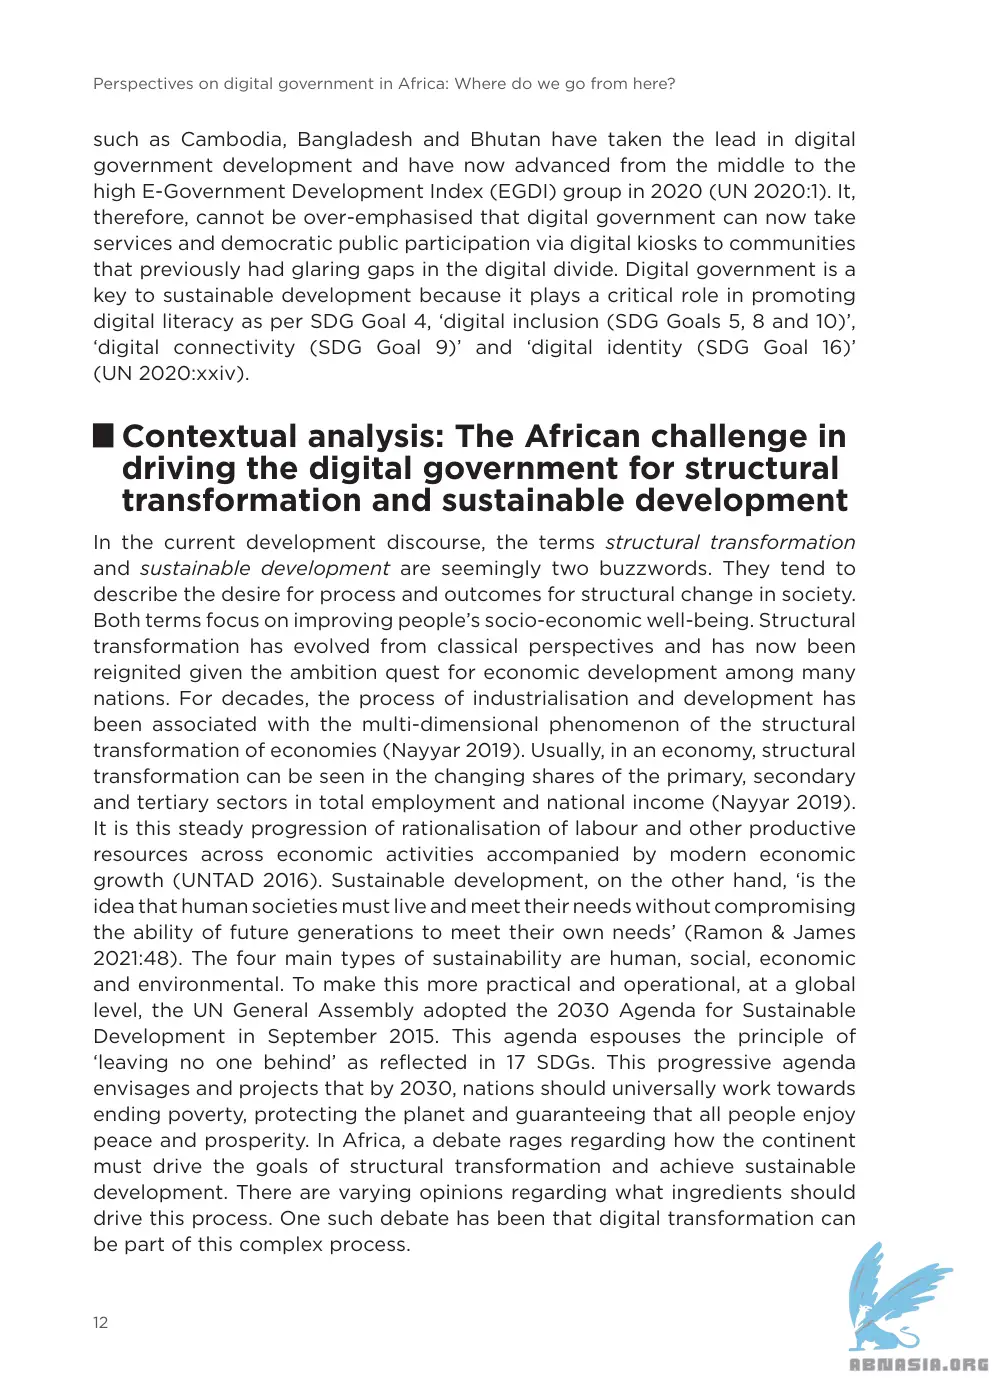 Perspectives on digital government in Africa: Where do we go from here?
such as Cambodia, Bangladesh and Bhutan have taken the lead in digital
government development and have now advanced from the middle to the
high E-Government Development Index (EGDI) group in 2020 (UN 2020:1). It,
therefore, cannot be over-emphasised that digital government can now take
services and democratic public participation via digital kiosks to communities
that previously had glaring gaps in the digital divide. Digital government is a
key to sustainable development because it plays a critical role in promoting
digital literacy as per SDG Goal 4, ‘digital inclusion (SDG Goals 5, 8 and 10)’,
‘digital connectivity (SDG Goal 9)’ and ‘digital identity (SDG Goal 16)’
(UN 2020:xxiv).
Contextual analysis: The African challenge in
driving the digital government for structural
transformation and sustainable development
In the current development discourse, the terms structural transformation
and sustainable development are seemingly two buzzwords. They tend to
describe the desire for process and outcomes for structural change in society.
Both terms focus on improving people’s socio-economic well-being. Structural
transformation has evolved from classical perspectives and has now been
reignited given the ambition quest for economic development among many
nations. For decades, the process of industrialisation and development has
been associated with the multi-dimensional phenomenon of the structural
transformation of economies (Nayyar 2019). Usually, in an economy, structural
transformation can be seen in the changing shares of the primary, secondary
and tertiary sectors in total employment and national income (Nayyar 2019).
It is this steady progression of rationalisation of labour and other productive
resources across economic activities accompanied by modern economic
growth (UNTAD 2016). Sustainable development, on the other hand, ‘is the
idea that human societies must live and meet their needs without compromising
the ability of future generations to meet their own needs’ (Ramon & James
2021:48). The four main types of sustainability are human, social, economic
and environmental. To make this more practical and operational, at a global
level, the UN General Assembly adopted the 2030 Agenda for Sustainable
Development in September 2015. This agenda espouses the principle of
‘leaving no one behind’ as reflected in 17 SDGs. This progressive agenda
envisages and projects that by 2030, nations should universally work towards
ending poverty, protecting the planet and guaranteeing that all people enjoy
peace and prosperity. In Africa, a debate rages regarding how the continent
must drive the goals of structural transformation and achieve sustainable
development. There are varying opinions regarding what ingredients should
drive this process. One such debate has been that digital transformation can
be part of this complex process.
12
ABNASIA.ORG